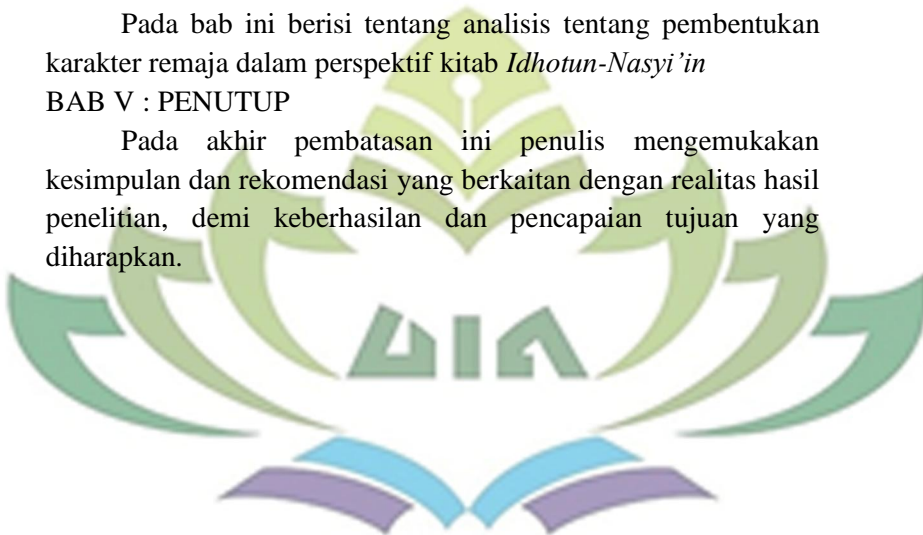 Pada bab ini berisi tentang analisis tentang pembentukan
karakter remaja dalam perspektif kitab Idhotun-Nasyi’in
BAB V : PENUTUP
Pada akhir pembatasan ini penulis mengemukakan
kesimpulan dan rekomendasi yang berkaitan dengan realitas hasil
penelitian, demi keberhasilan dan pencapaian tujuan yang
diharapkan.
UIN